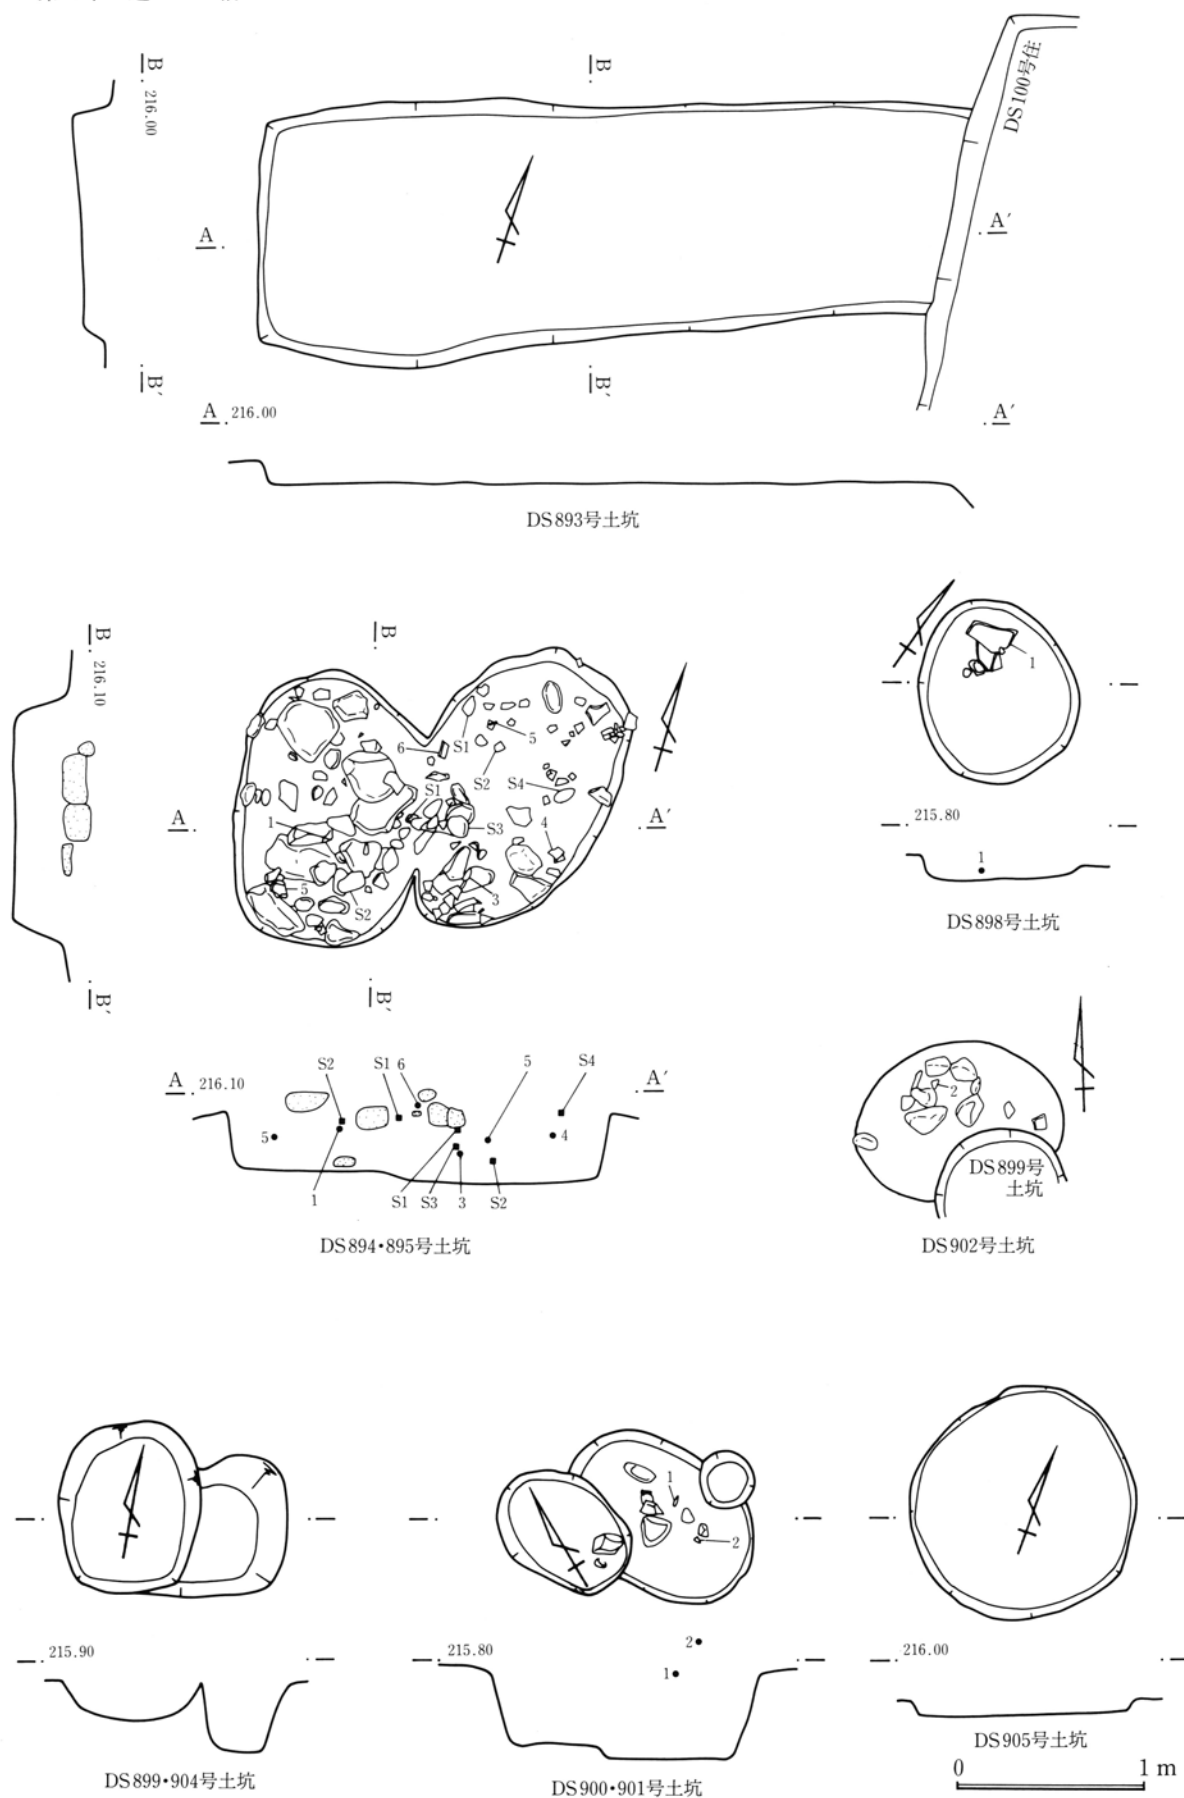 B
216.00
B
DS100号住
A
A′
B′
B′
A 216.00
A′
DS893号土坑
B
216.10
B
A
A′
6
S1
5
S2
S1
S4
1
S3
4
5
S2
3
B′
B′
1
215.80
1
DS898号土坑
A 216.10
A′
S2
S1 6
5
S4
5
4
1
S1
S3
3
S2
DS894・895号土坑
2
DS899号
土坑
DS902号土坑
1
2
215.90
DS899・904号土坑
215.80
2
1
DS900・901号土坑
216.00
DS905号土坑
0
1 m